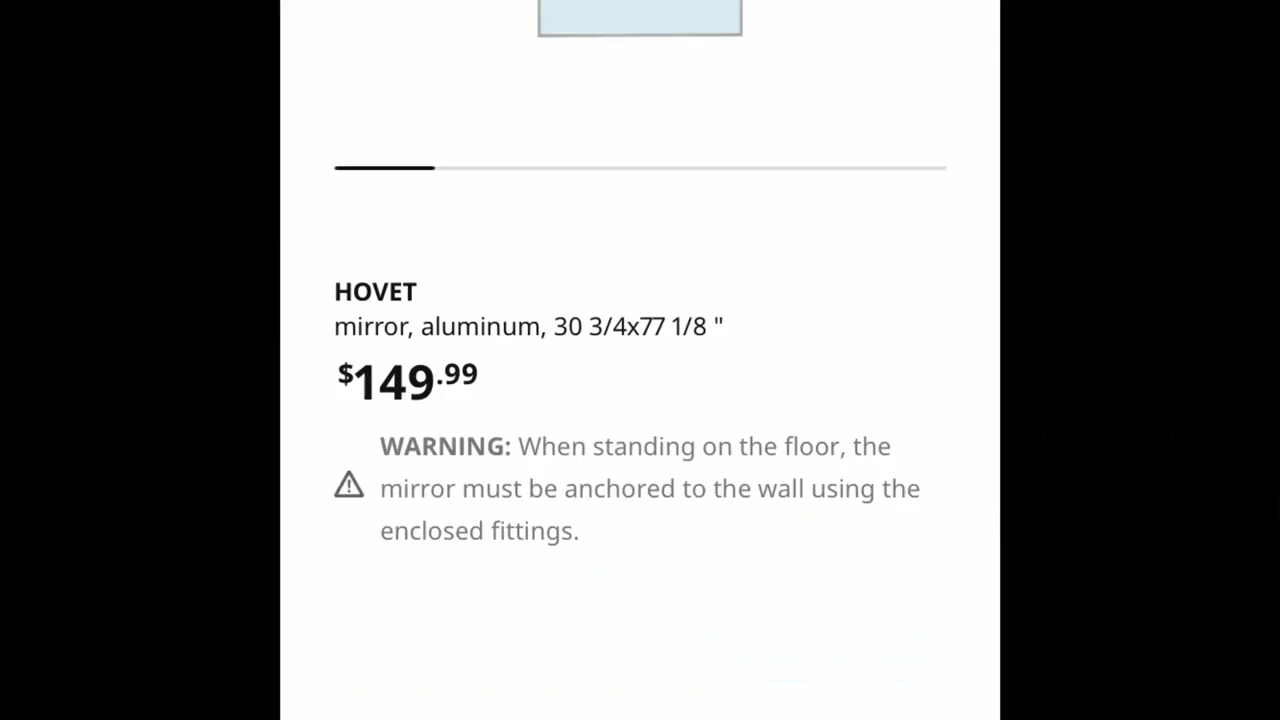 HOVET
mirror, aluminum, 30 3/4x77 1/8 "
$149.99
WARNING: When standing on the floor, the
mirror must be anchored to the wall using the
enclosed fittings.